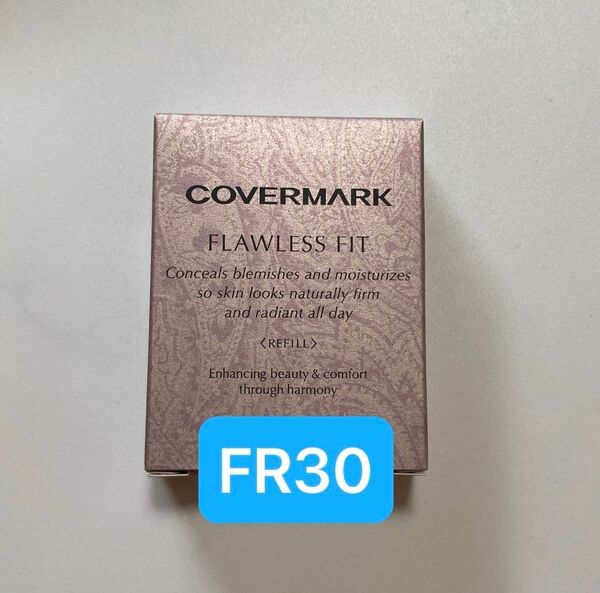 COVERMARK
FLAWLESS FIT
Conceals blemishes and moisturizes
so skin looks naturally firm
and radiant all day
〈REFILL〉
Enhancing beauty & comfort
through harmony
FR30